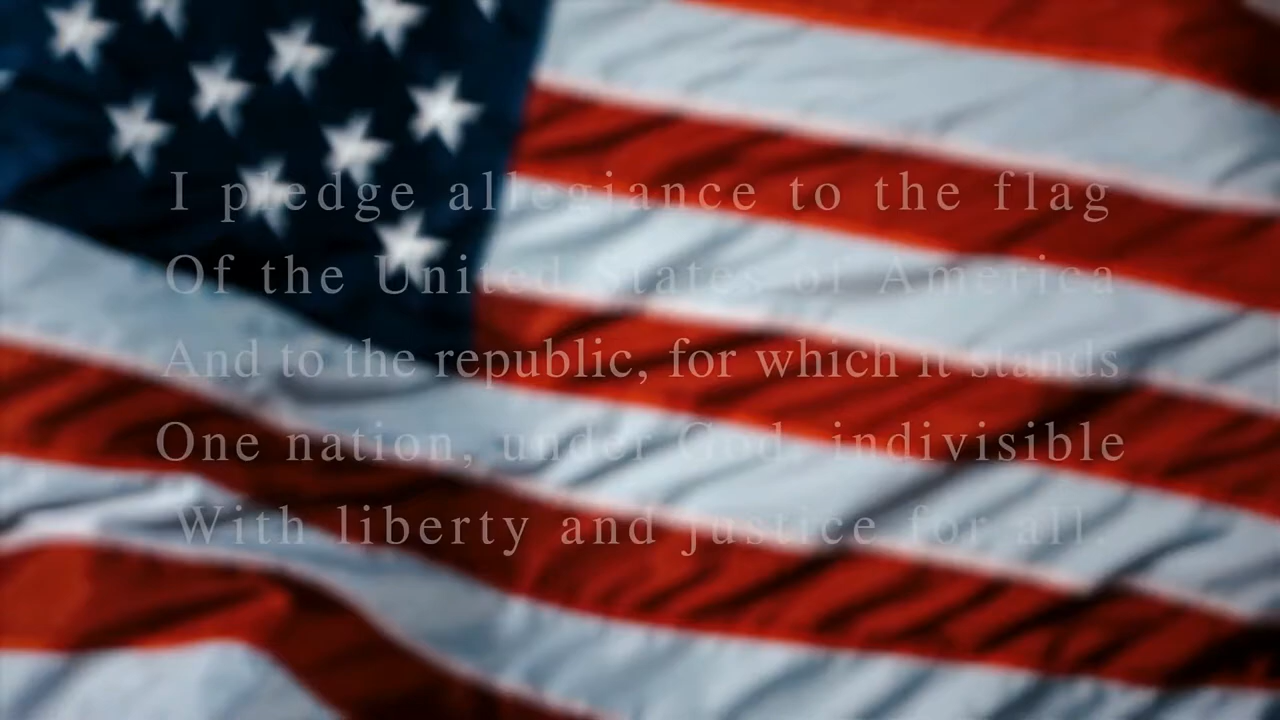 I pledge allegiance to the flag
Of the United States of America
And to the republic, for which it stands
One nation, under God, indivisible
With liberty and justice for all.